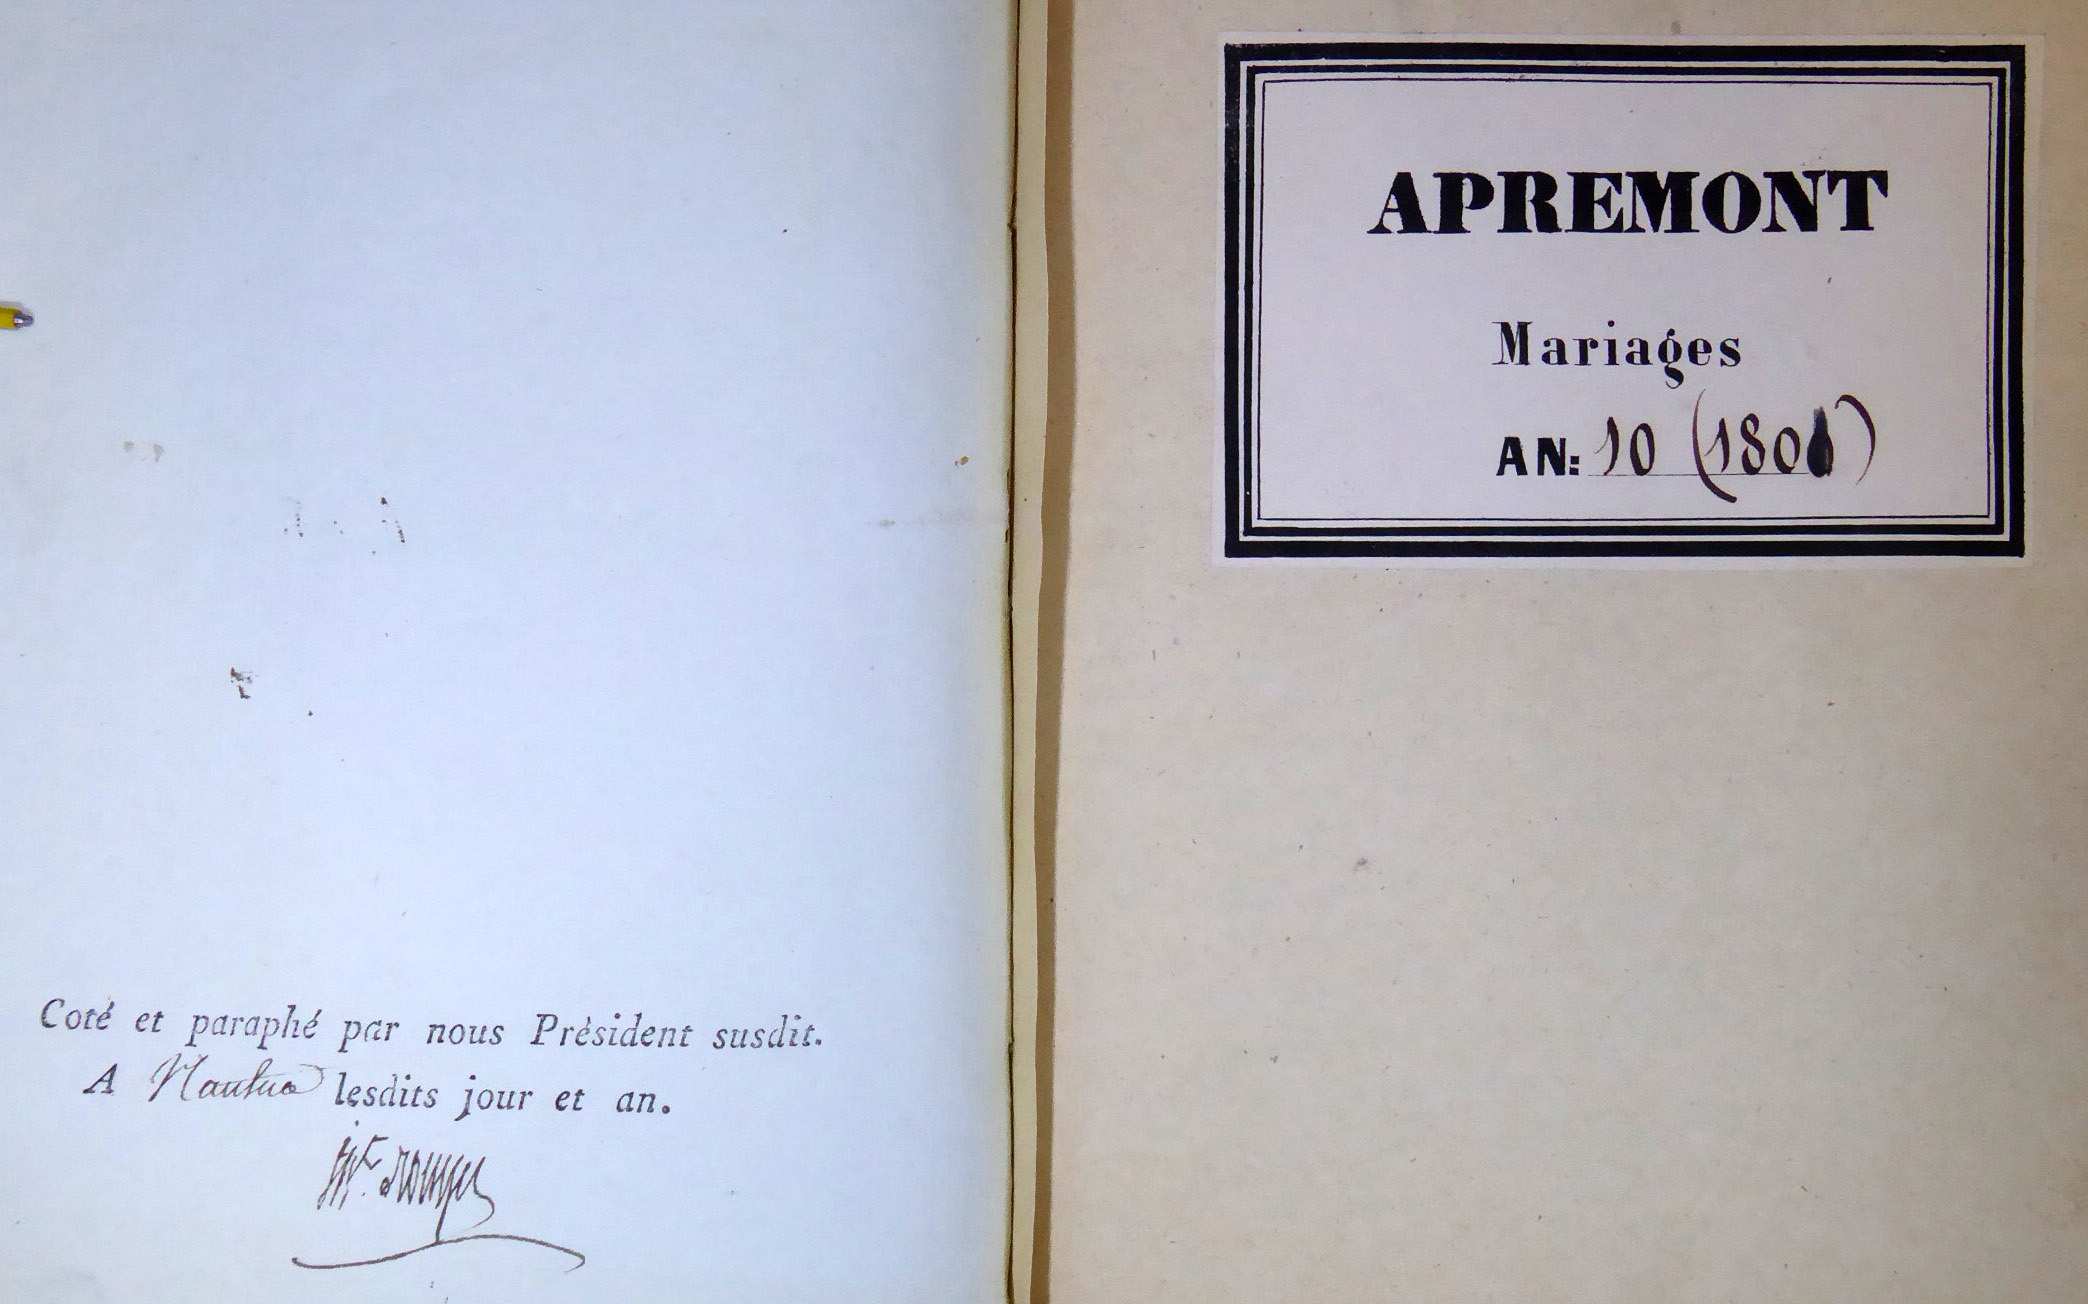 Coté et paraphé par nous Président susdit.
A Nantua lesdits jour et an.
APREMONT
Mariages
AN: 10 (180